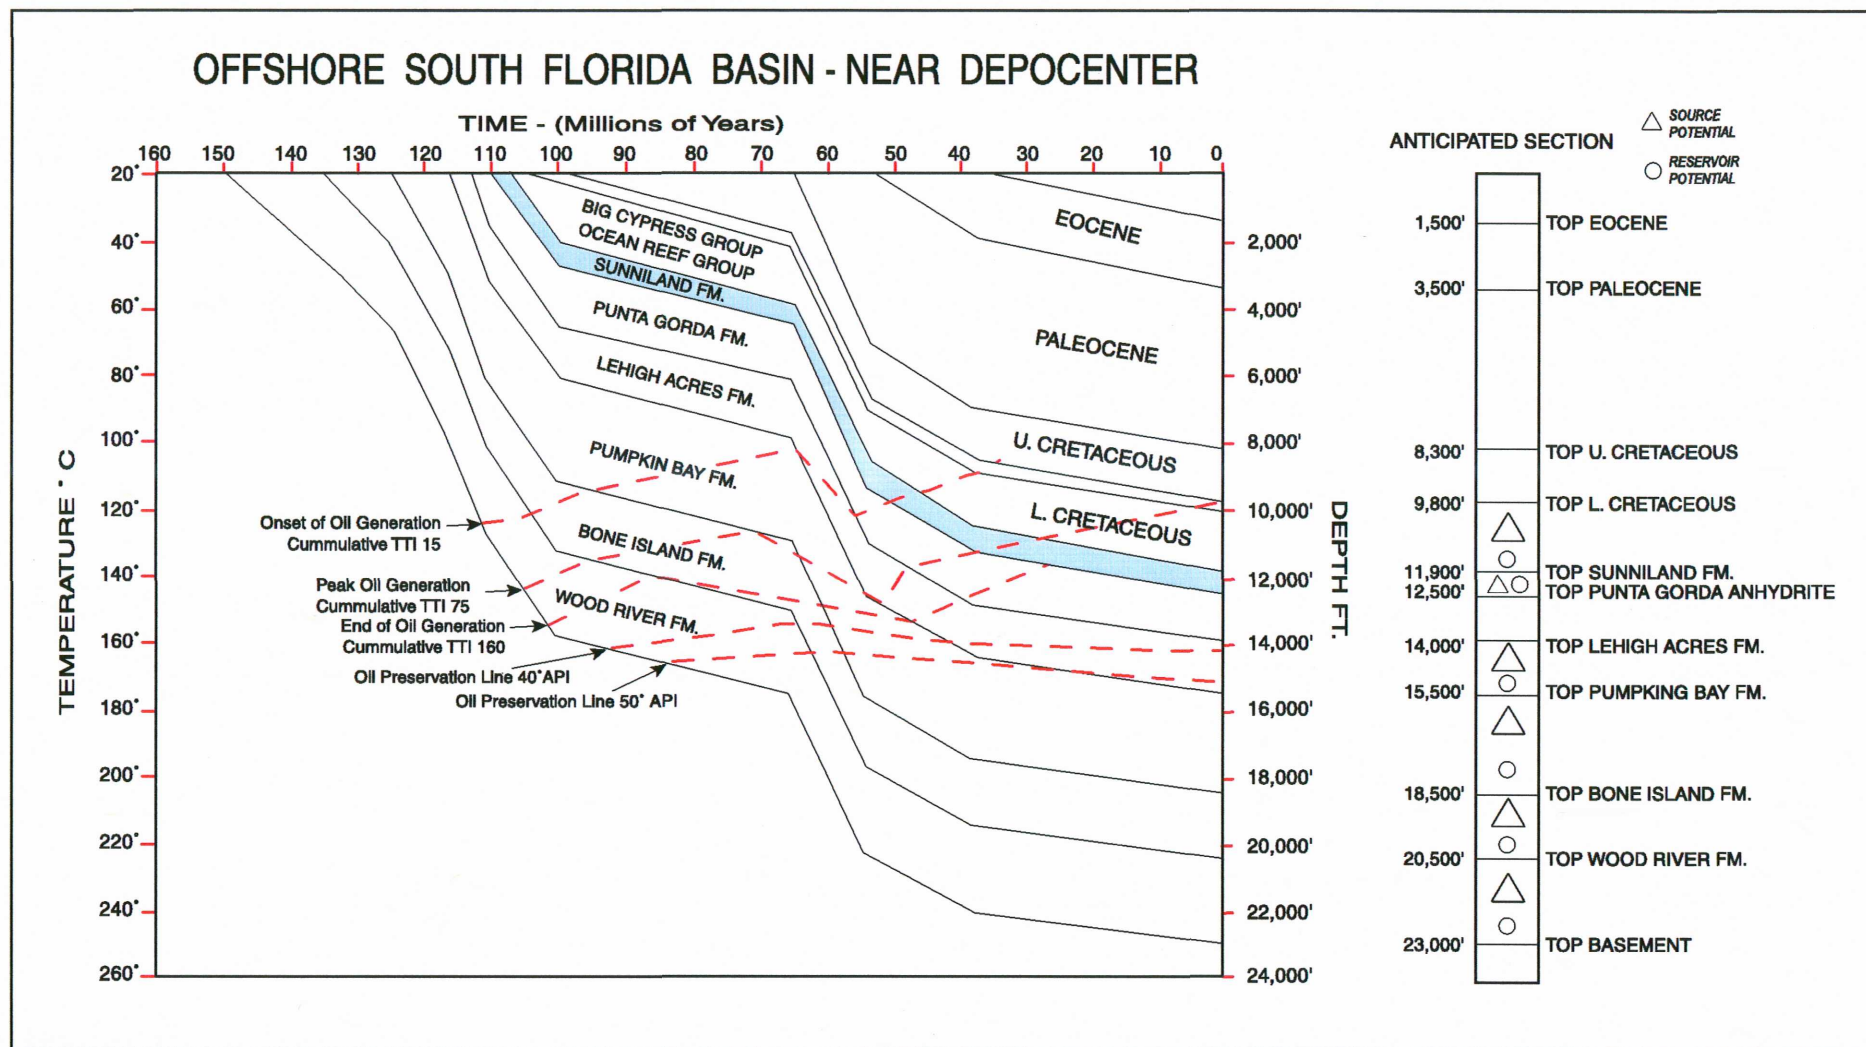 OFFSHORE SOUTH FLORIDA BASIN - NEAR DEPOCENTER
TIME - (Millions of Years)
160 150 140 130 120 110 100 90 80 70 60 50 40 30 20 10 0
TEMPERATURE ° C
20°
40°
60°
80°
100°
120°
140°
160°
180°
200°
220°
240°
260°
BIG CYPRESS GROUP
OCEAN REEF GROUP
SUNNILAND FM.
PUNTA GORDA FM.
LEHIGH ACRES FM.
PUMPKIN BAY FM.
BONE ISLAND FM.
WOOD RIVER FM.
EOCENE
PALEOCENE
U. CRETACEOUS
L. CRETACEOUS
Onset of Oil Generation
Cummulative TTI 15
Peak Oil Generation
Cummulative TTI 75
End of Oil Generation
Cummulative TTI 160
Oil Preservation Line 40°API
Oil Preservation Line 50° API
2,000'
4,000'
6,000'
8,000'
10,000'
12,000'
14,000'
16,000'
18,000'
20,000'
22,000'
24,000'
DEPTH FT.
ANTICIPATED SECTION
SOURCE
POTENTIAL
RESERVOIR
POTENTIAL
1,500' TOP EOCENE
3,500' TOP PALEOCENE
8,300' TOP U. CRETACEOUS
9,800' TOP L. CRETACEOUS
11,900' TOP SUNNILAND FM.
12,500' TOP PUNTA GORDA ANHYDRITE
14,000' TOP LEHIGH ACRES FM.
15,500' TOP PUMPKING BAY FM.
18,500' TOP BONE ISLAND FM.
20,500' TOP WOOD RIVER FM.
23,000' TOP BASEMENT